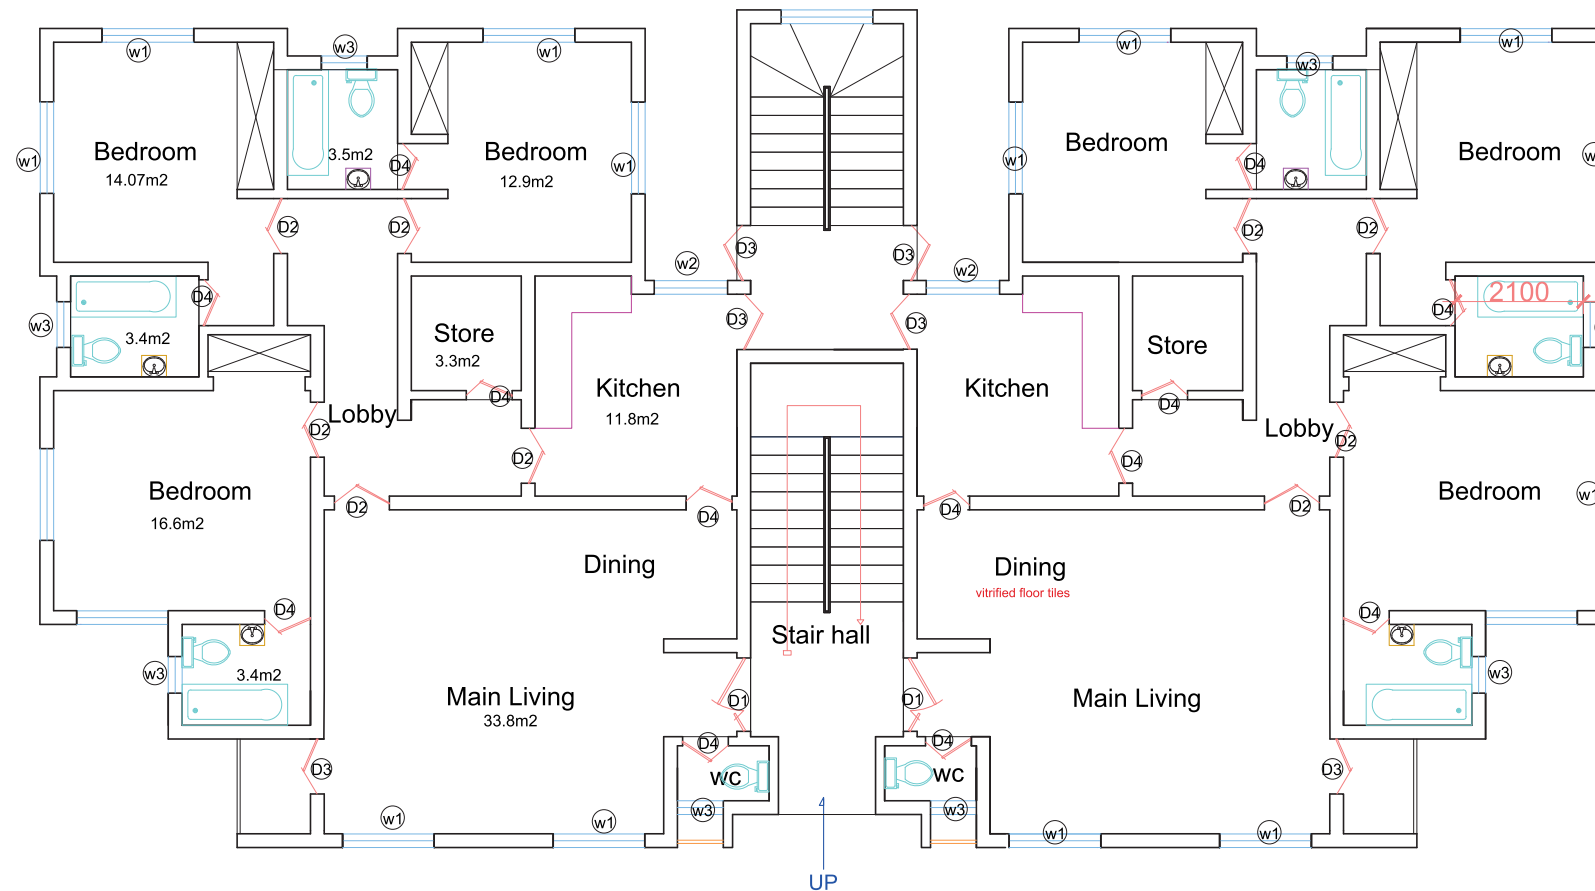 w1
w3
w1
w1
w3
w1
Bedroom
14.07m2
3.5m2
D4
Bedroom
12.9m2
w1
w1
Bedroom
w1
D4
Bedroom
D2
D2
D3
D3
D2
D2
w2
w2
D4
w3
3.4m2
Store
3.3m2
D4
D3
D3
Store
D4
2100
Kitchen
11.8m2
Kitchen
D4
Lobby
D2
D2
Lobby
D2
D4
Bedroom
16.6m2
D2
D4
D4
D2
Bedroom
w1
Dining
Dining
vitrified floor tiles
D4
Stair hall
D4
w3
3.4m2
w3
Main Living
33.8m2
D1
D1
Main Living
D4
D4
D3
wc
wc
D3
w1
w1
w3
w3
w1
w1
4
UP